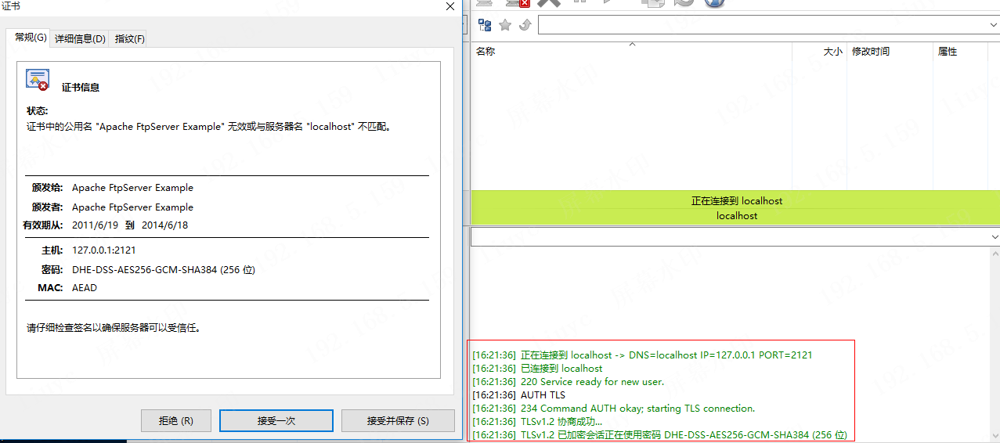 证书
常规(G) 详细信息(D) 指纹(F)
证书信息
状态:
证书中的公用名 "Apache FtpServer Example" 无效或与服务器名 "localhost" 不匹配。
颁发给: Apache FtpServer Example
颁发者: Apache FtpServer Example
有效期从: 2011/6/19 到 2014/6/18
主机: 127.0.0.1:2121
密码: DHE-DSS-AES256-GCM-SHA384 (256 位)
MAC: AEAD
请仔细检查签名以确保服务器可以受信任。
拒绝 (R) 接受一次 接受并保存 (S)
名称 大小 修改时间 属性
正在连接到 localhost
localhost
[16:21:36] 正在连接到 localhost -> DNS=localhost IP=127.0.0.1 PORT=2121
[16:21:36] 已连接到 localhost
[16:21:36] 220 Service ready for new user.
[16:21:36] AUTH TLS
[16:21:36] 234 Command AUTH okay; starting TLS connection.
[16:21:36] TLSv1.2 协商成功...
[16:21:36] TLSv1.2 已加密会话正在使用密码 DHE-DSS-AES256-GCM-SHA384 (256 位)